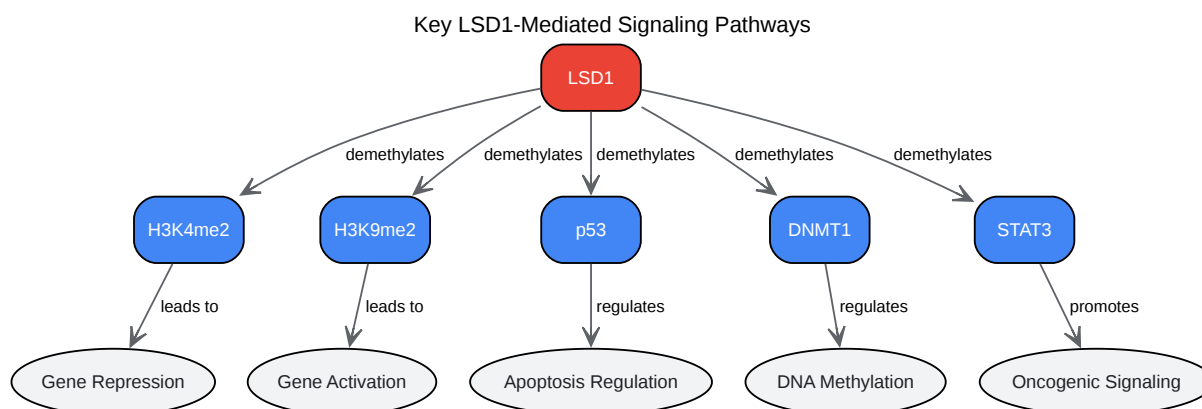 Key LSD1-Mediated Signaling Pathways
LSD1
demethylates demethylates demethylates demethylates demethylates
H3K4me2 H3K9me2 p53 DNMT1 STAT3
leads to leads to regulates regulates promotes
Gene Repression Gene Activation Apoptosis Regulation DNA Methylation Oncogenic Signaling